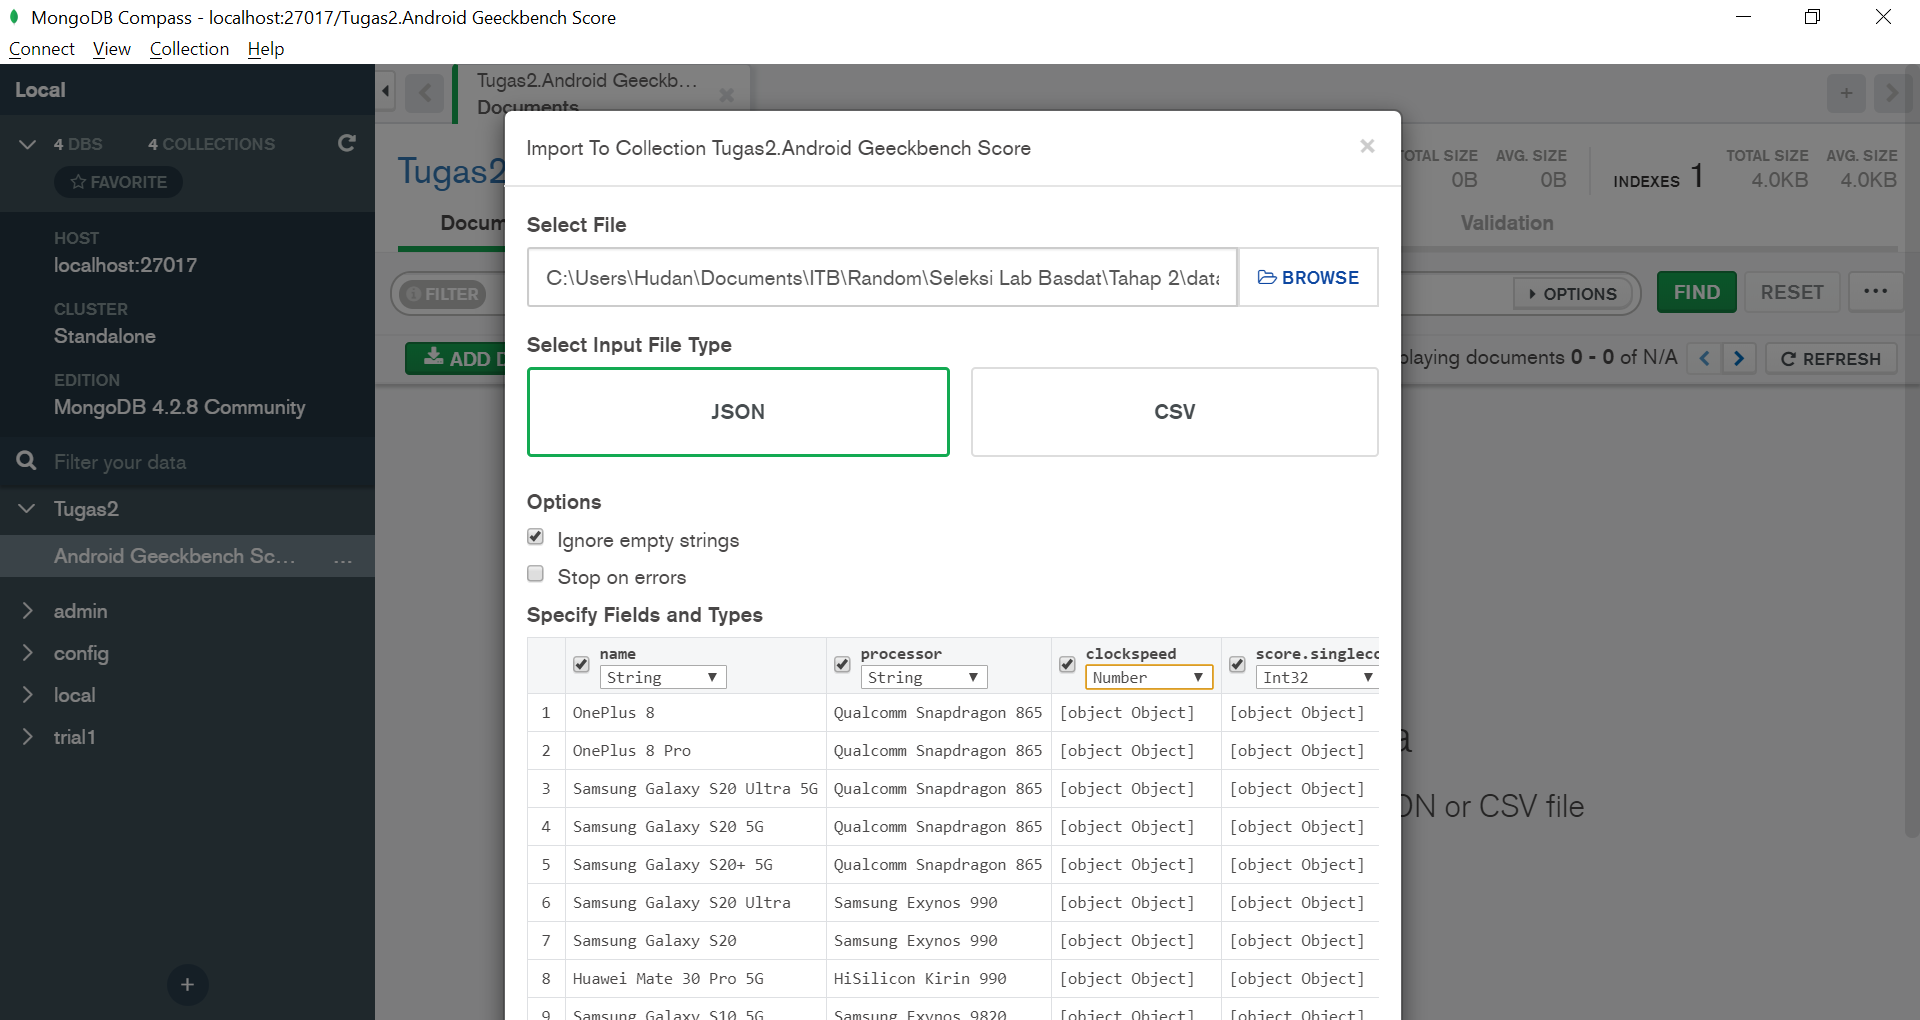 MongoDB Compass - localhost:27017/Tugas2.Android Geeckbench Score
Connect View Collection Help
Local
4 DBS 4 COLLECTIONS
FAVORITE
HOST
localhost:27017
CLUSTER
Standalone
EDITION
MongoDB 4.2.8 Community
Filter your data
Tugas2
Android Geeckbench Sc... ...
admin
config
local
trial1
+
Tugas2.Android Geeckb...
Documents
Tugas2
Docum
FILTER
ADD D
TOTAL SIZE AVG. SIZE
0B 0B
INDEXES 1
TOTAL SIZE AVG. SIZE
4.0KB 4.0KB
Validation
OPTIONS FIND RESET ...
playing documents 0 - 0 of N/A REFRESH
a
ON or CSV file
Import To Collection Tugas2.Android Geeckbench Score
Select File
C:\Users\Hudan\Documents\ITB\Random\Seleksi Lab Basdat\Tahap 2\data BROWSE
Select Input File Type
JSON CSV
Options
Ignore empty strings
Stop on errors
Specify Fields and Types
name processor clockspeed score.singlecc
String String Number Int32
1 OnePlus 8 Qualcomm Snapdragon 865 [object Object] [object Object]
2 OnePlus 8 Pro Qualcomm Snapdragon 865 [object Object] [object Object]
3 Samsung Galaxy S20 Ultra 5G Qualcomm Snapdragon 865 [object Object] [object Object]
4 Samsung Galaxy S20 5G Qualcomm Snapdragon 865 [object Object] [object Object]
5 Samsung Galaxy S20+ 5G Qualcomm Snapdragon 865 [object Object] [object Object]
6 Samsung Galaxy S20 Ultra Samsung Exynos 990 [object Object] [object Object]
7 Samsung Galaxy S20 Samsung Exynos 990 [object Object] [object Object]
8 Huawei Mate 30 Pro 5G HiSilicon Kirin 990 [object Object] [object Object]
9 Samsung Galaxy S10 5G Samsung Exynos 9820 [object Object] [object Object]